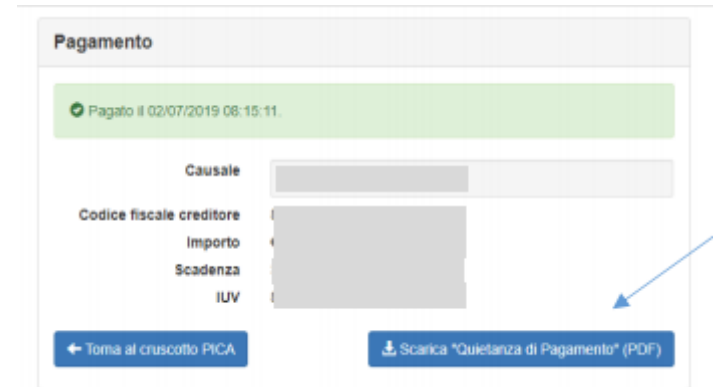 Pagamento
Pagato il 02/07/2019 08:15:11.
Causale
Codice fiscale creditore
Importo
Scadenza
IUV
Torna al cruscotto PICA
Scarica "Quietanza di Pagamento" (PDF)